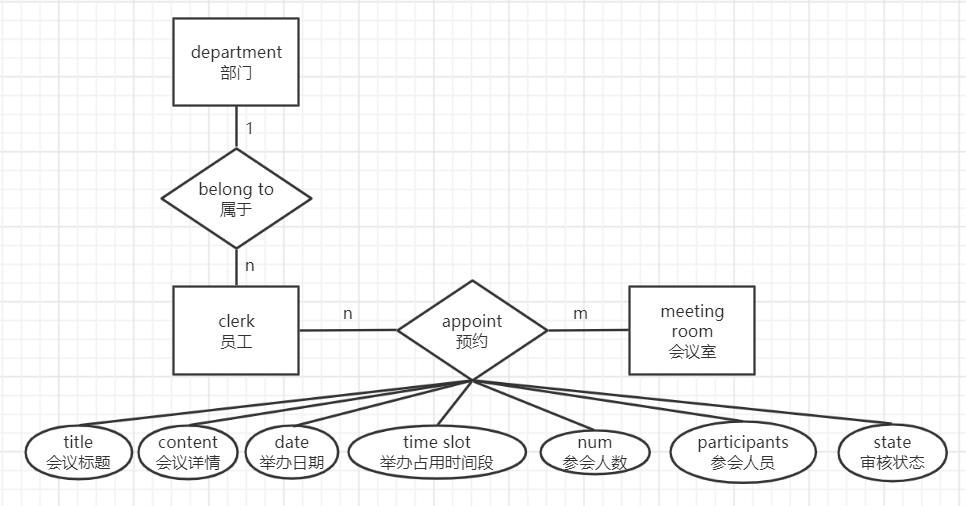 department
部门
1
belong to
属于
n
clerk
员工
n
appoint
预约
m
meeting
room
会议室
title
会议标题
content
会议详情
date
举办日期
time slot
举办占用时间段
num
参会人数
participants
参会人员
state
审核状态